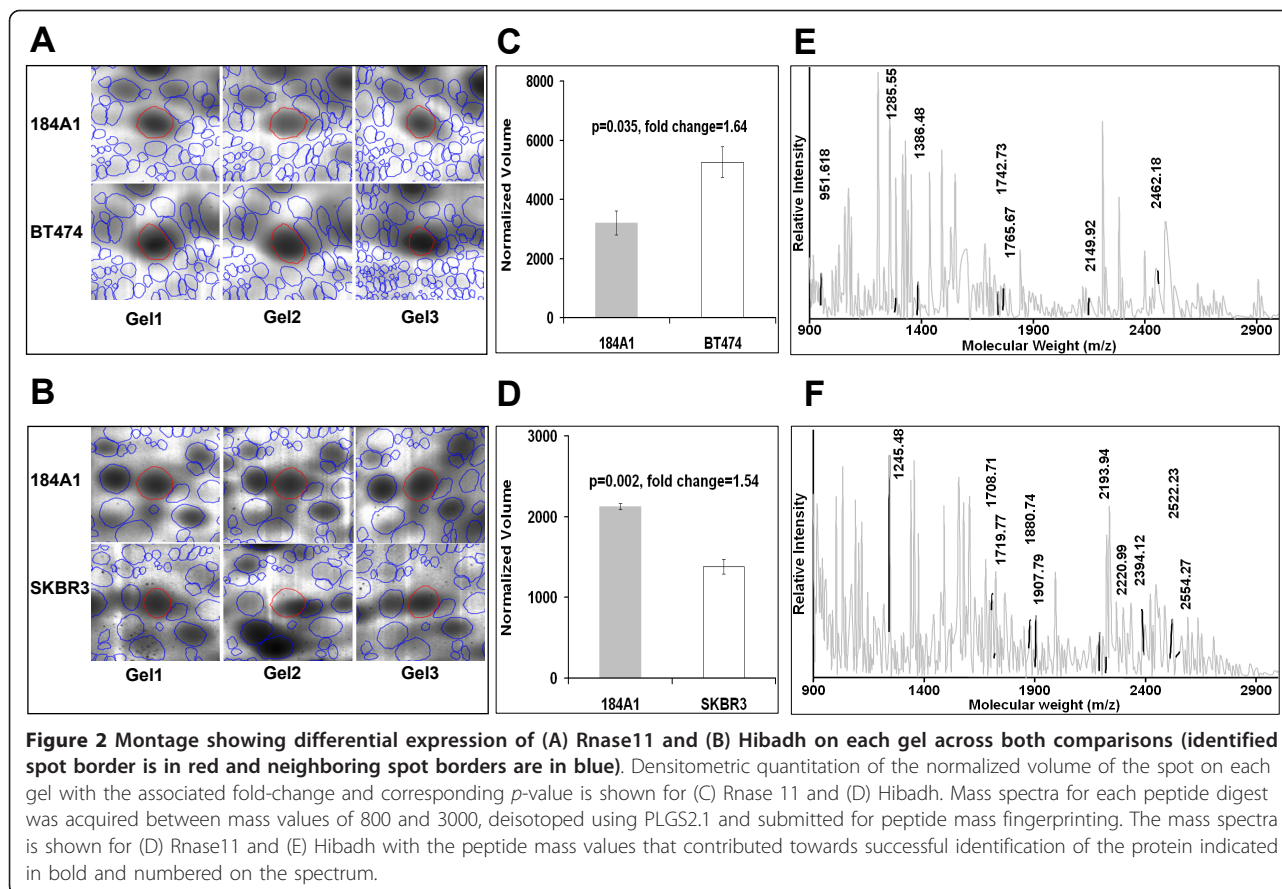 A
184A1
BT474
Gel1 Gel2 Gel3
C
8000
6000
4000
2000
0
Normalized Volume
p=0.035, fold change=1.64
184A1 BT474
E
Relative Intensity
951.618
1285.55
1386.48
1742.73
1765.67
2149.92
2462.18
900 1400 1900 2400 2900
Molecular Weight (m/z)
B
184A1
SKBR3
Gel1 Gel2 Gel3
D
3000
2000
1000
0
Normalized Volume
p=0.002, fold change=1.54
184A1 SKBR3
F
Relative Intensity
1245.48
1708.71
1719.77
1880.74
1907.79
2193.94
2220.99
2394.12
2522.23
2554.27
900 1400 1900 2400 2900
Molecular weight (m/z)
Figure 2 Montage showing differential expression of (A) Rnase11 and (B) Hibadh on each gel across both comparisons (identified
spot border is in red and neighboring spot borders are in blue). Densitometric quantitation of the normalized volume of the spot on each
gel with the associated fold-change and corresponding p-value is shown for (C) Rnase 11 and (D) Hibadh. Mass spectra for each peptide digest
was acquired between mass values of 800 and 3000, deisotoped using PLGS2.1 and submitted for peptide mass fingerprinting. The mass spectra
is shown for (D) Rnase11 and (E) Hibadh with the peptide mass values that contributed towards successful identification of the protein indicated
in bold and numbered on the spectrum.